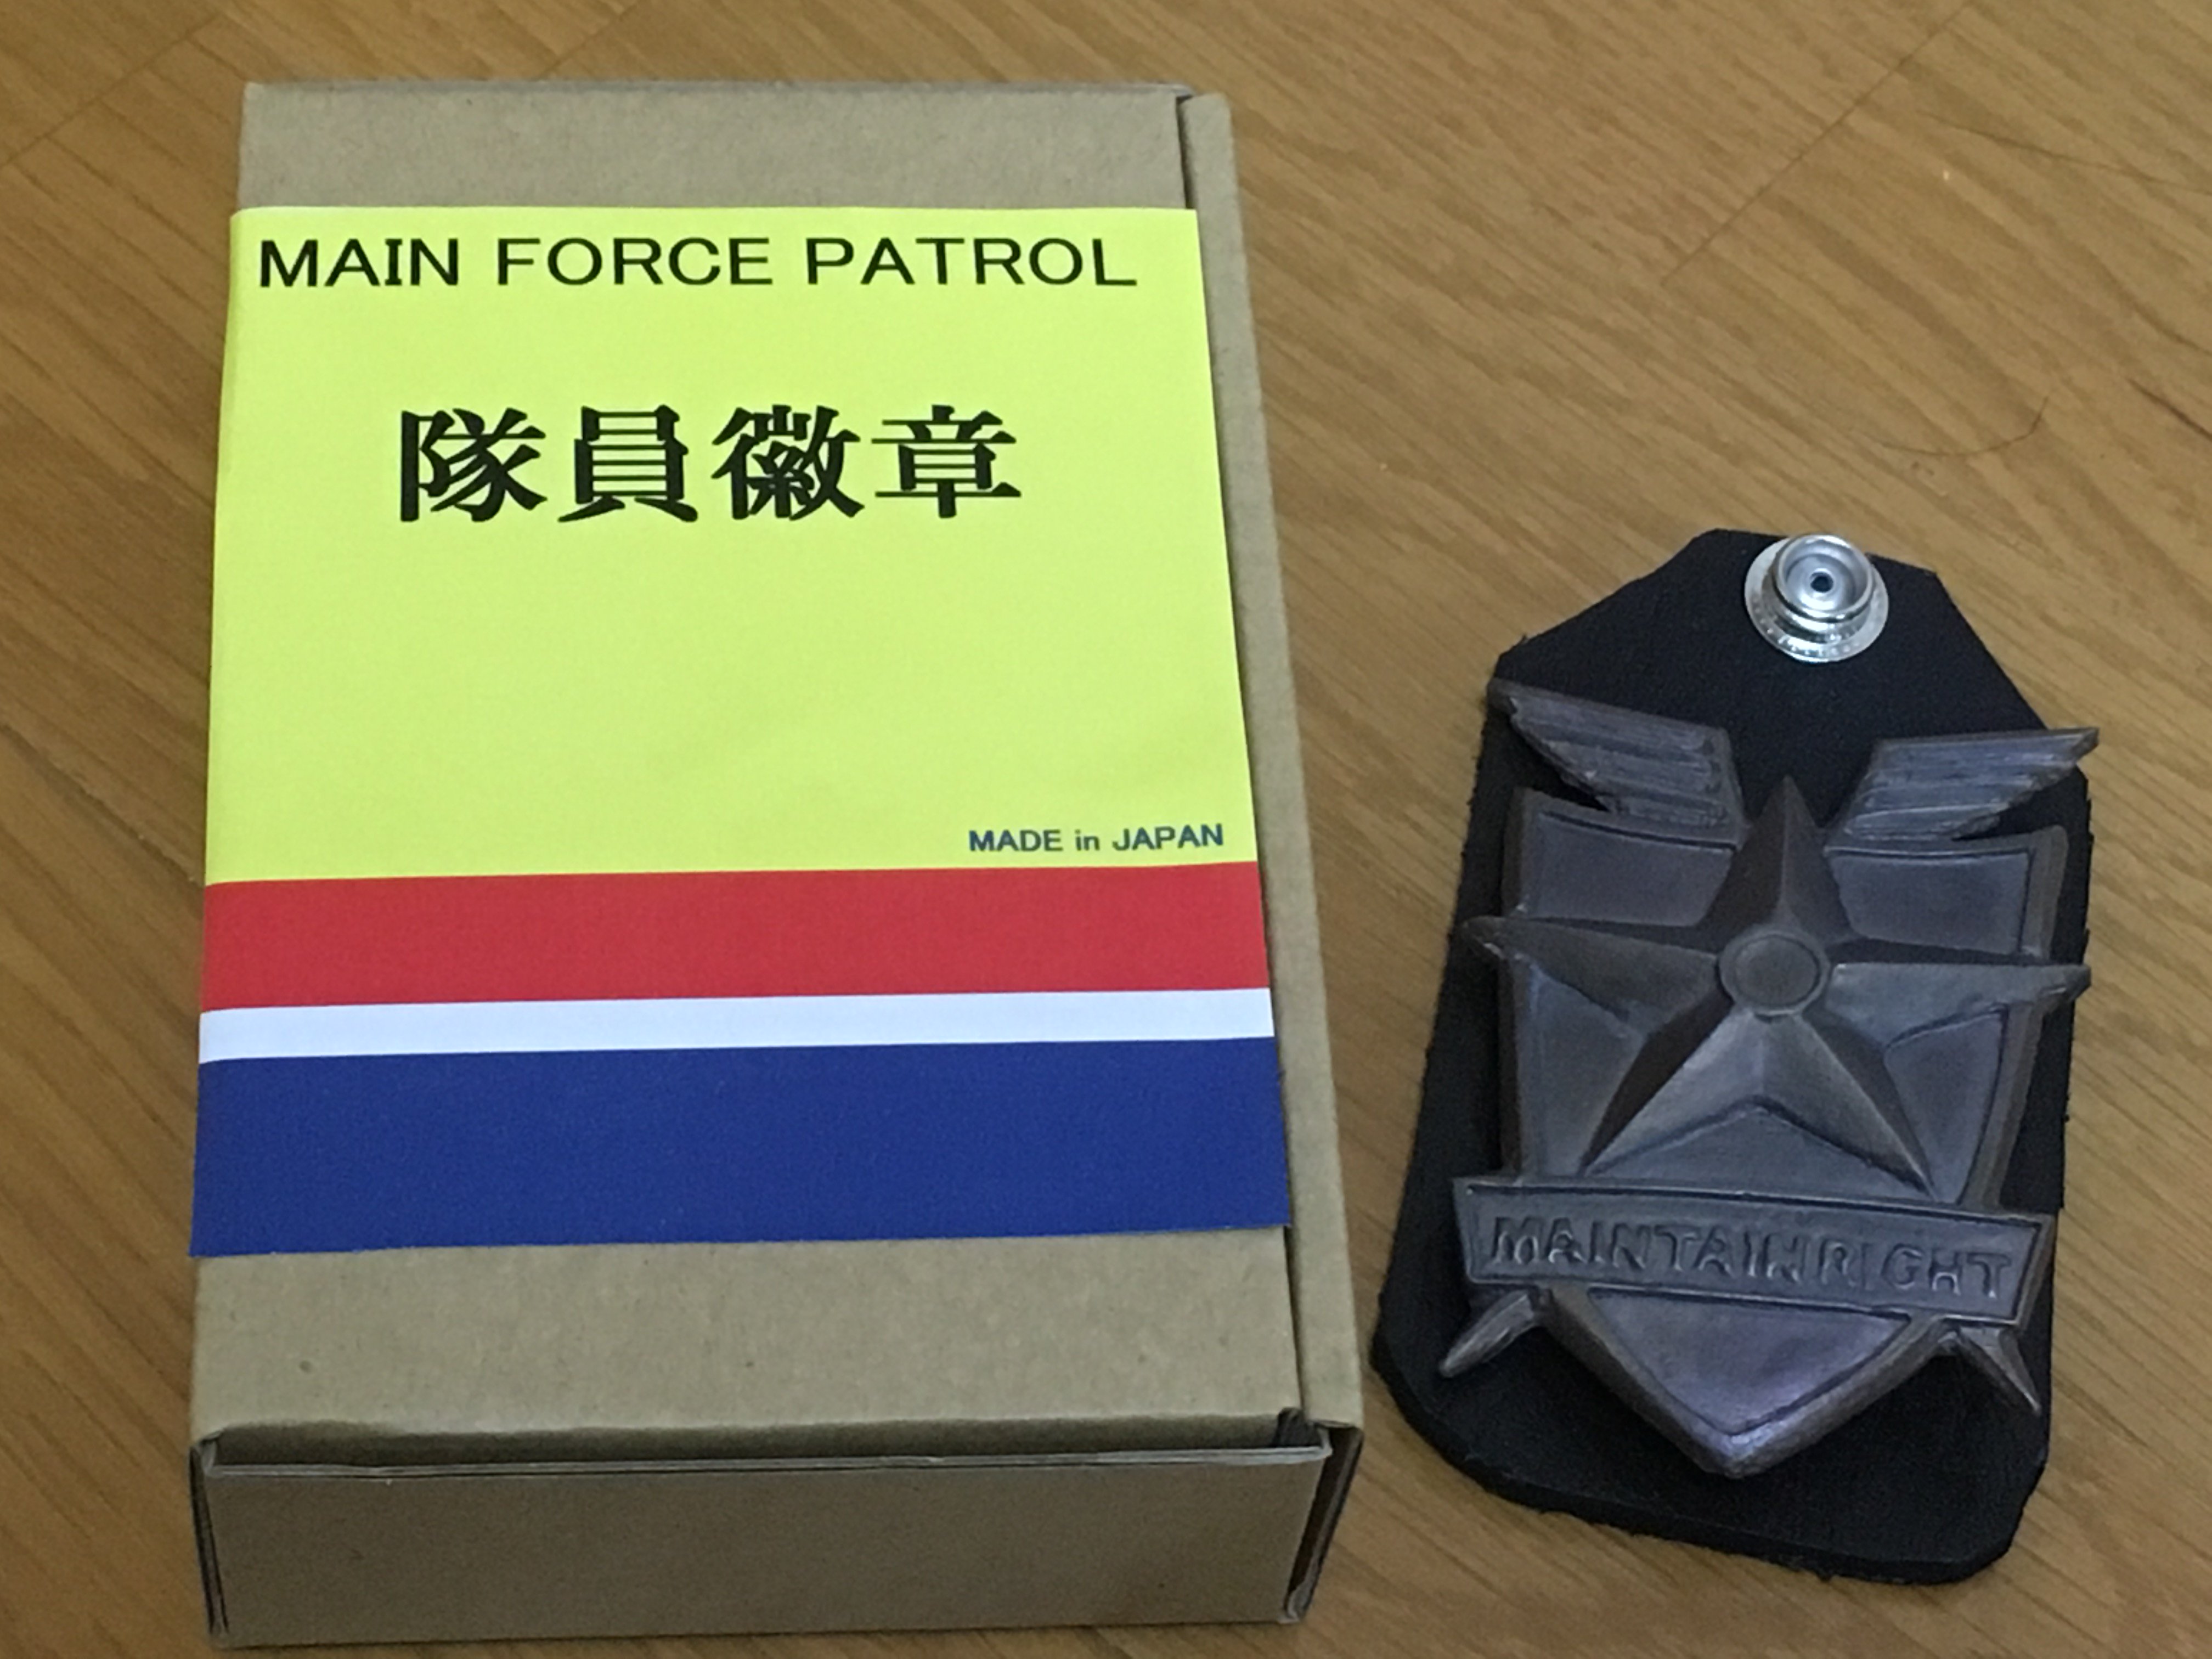 MAIN FORCE PATROL
隊員徽章
MADE in JAPAN
MAINTAIN RIGHT